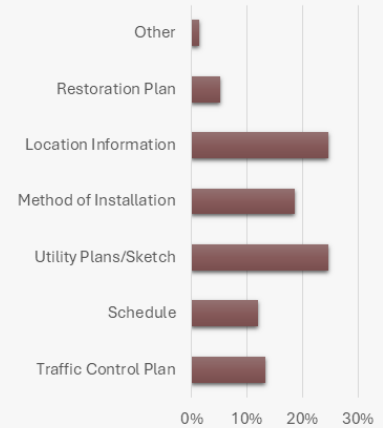 Other
Restoration Plan
Location Information
Method of Installation
Utility Plans/Sketch
Schedule
Traffic Control Plan
0% 10% 20% 30%